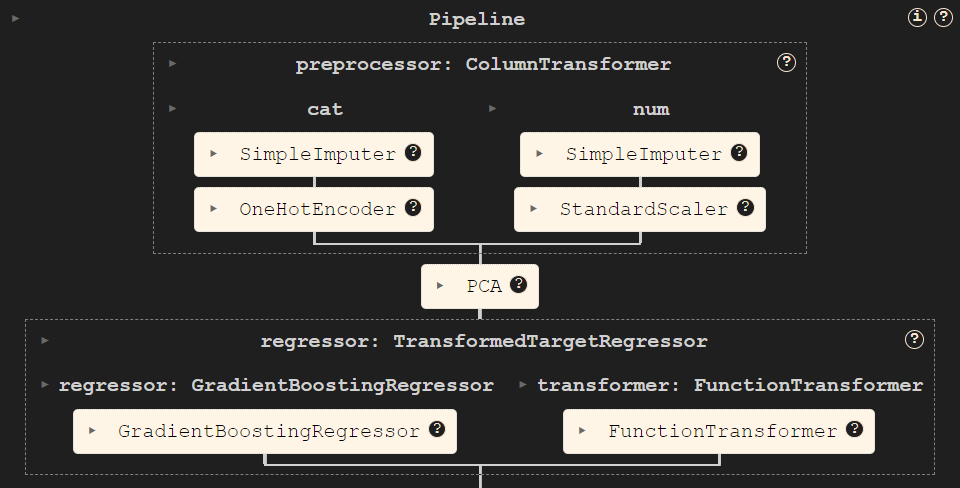 Pipeline i ?
preprocessor: ColumnTransformer ?
cat num
SimpleImputer ? SimpleImputer ?
OneHotEncoder ? StandardScaler ?
PCA ?
regressor: TransformedTargetRegressor ?
regressor: GradientBoostingRegressor transformer: FunctionTransformer
GradientBoostingRegressor ? FunctionTransformer ?